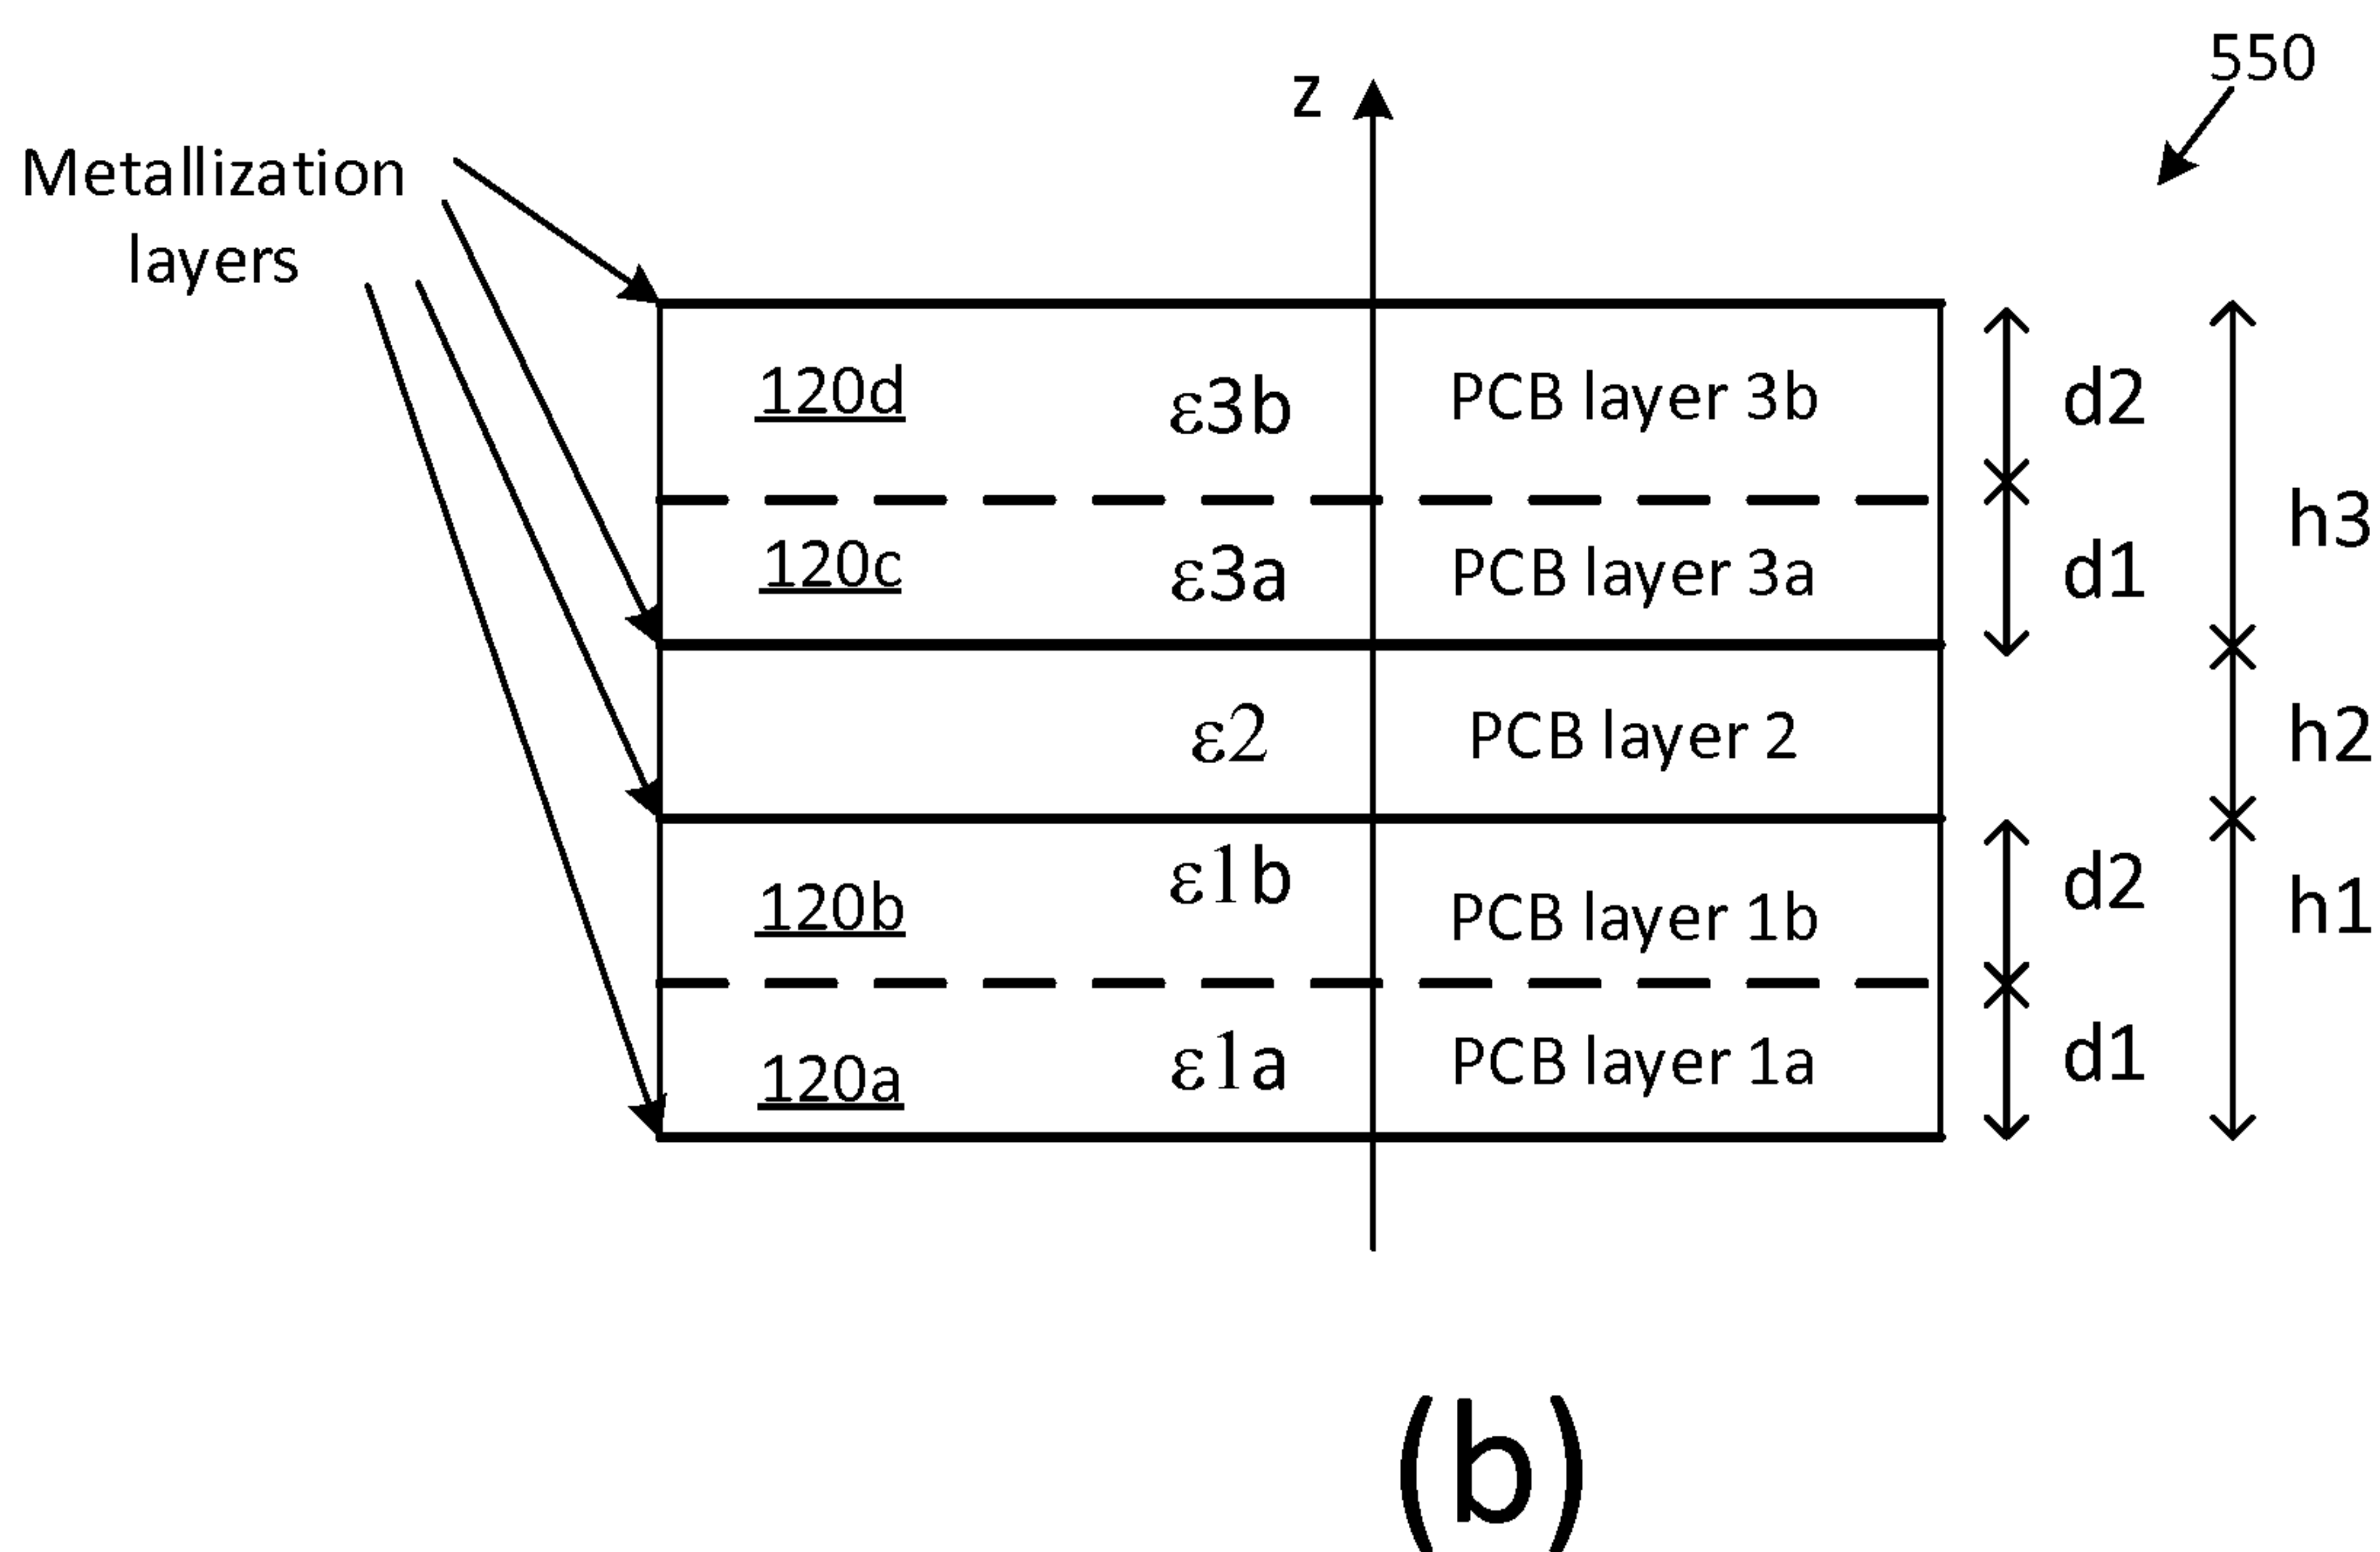 550
z
Metallization
layers
120d ε3b PCB layer 3b d2
h3
120c ε3a PCB layer 3a d1
ε2 PCB layer 2 h2
120b ε1b PCB layer 1b d2 h1
120a ε1a PCB layer 1a d1
(b)